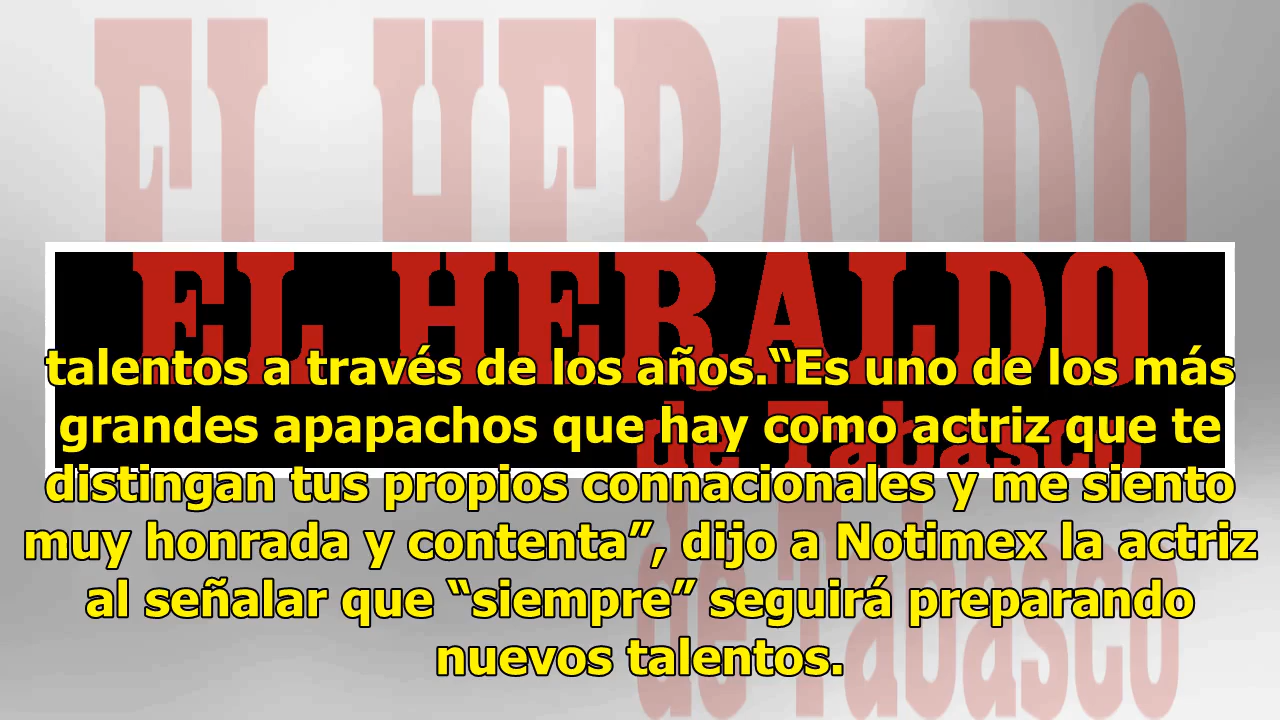 EL HERALDO
EL HERALDO
de Tabasco
talentos a través de los años.“Es uno de los más
grandes apapachos que hay como actriz que te
distingan tus propios connacionales y me siento
muy honrada y contenta”, dijo a Notimex la actriz
al señalar que “siempre” seguirá preparando
nuevos talentos.
de Tabasco